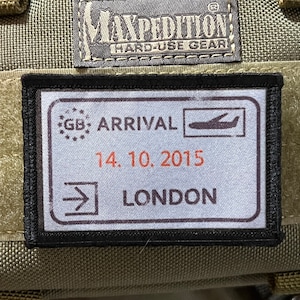 MAXPEDITION
HARD-USE GEAR
GB ARRIVAL
14. 10. 2015
LONDON